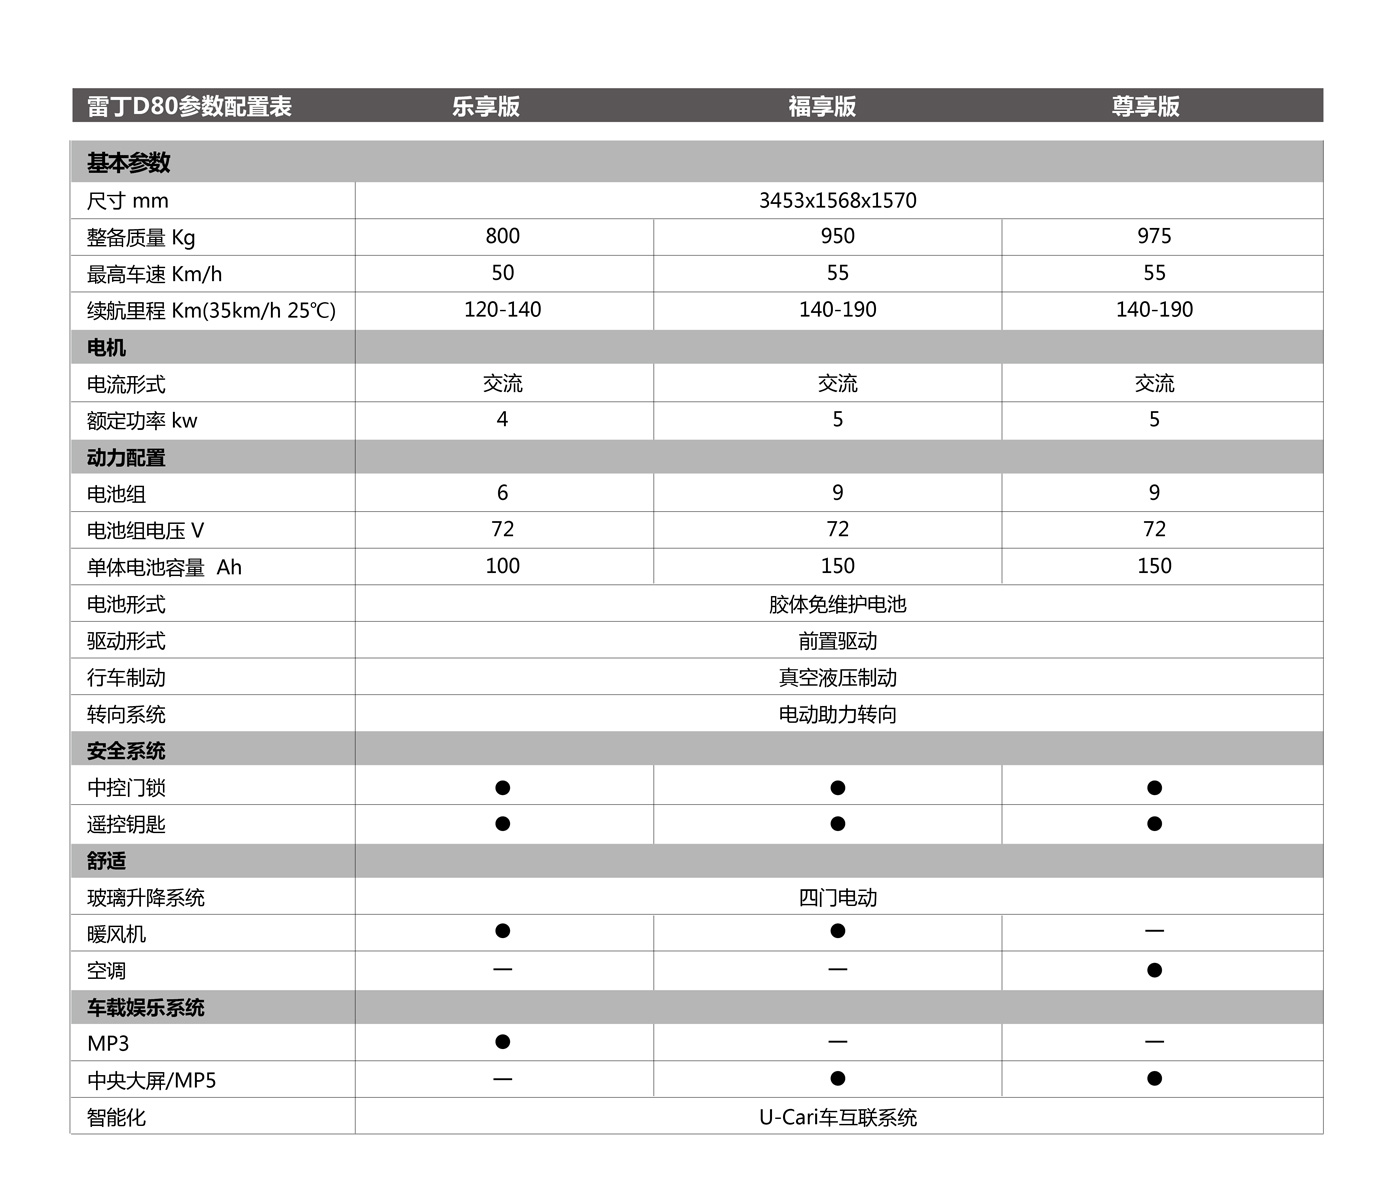 雷丁D80参数配置表 乐享版 福享版 尊享版
基本参数
尺寸 mm 3453x1568x1570
整备质量 Kg 800 950 975
最高车速 Km/h 50 55 55
续航里程 Km(35km/h 25℃) 120-140 140-190 140-190
电机
电流形式 交流 交流 交流
额定功率 kw 4 5 5
动力配置
电池组 6 9 9
电池组电压 V 72 72 72
单体电池容量 Ah 100 150 150
电池形式 胶体免维护电池
驱动形式 前置驱动
行车制动 真空液压制动
转向系统 电动助力转向
安全系统
中控门锁 ● ● ●
遥控钥匙 ● ● ●
舒适
玻璃升降系统 四门电动
暖风机 ● ● —
空调 — — ●
车载娱乐系统
MP3 ● — —
中央大屏/MP5 — ● ●
智能化 U-Cari车互联系统